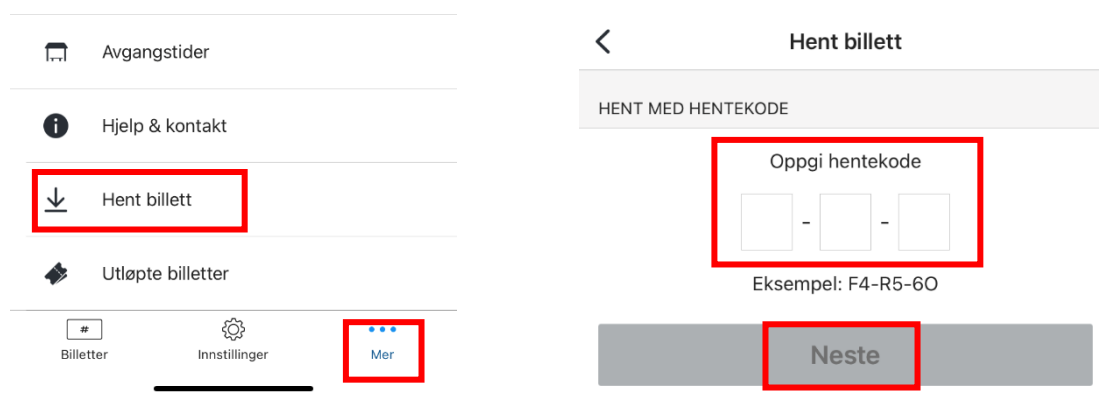 Avgangstider
Hjelp & kontakt
Hent billett
Utløpte billetter
#
Billetter
Innstillinger
Mer
Hent billett
HENT MED HENTEKODE
Oppgi hentekode
- -
Eksempel: F4-R5-6O
Neste